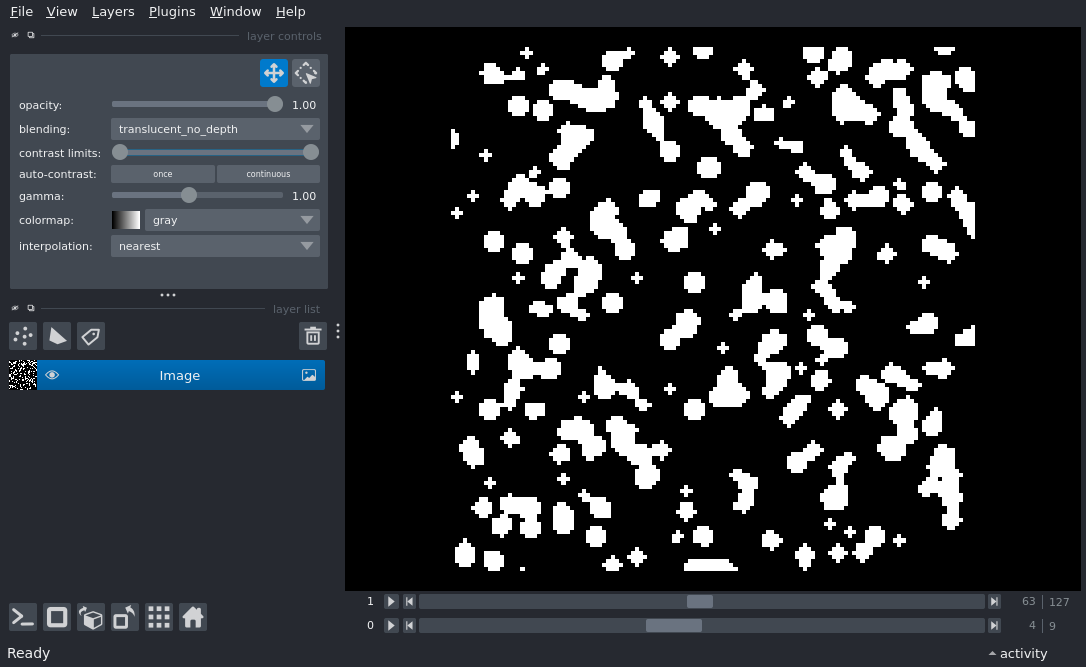 File View Layers Plugins Window Help
layer controls
opacity: 1.00
blending: translucent_no_depth
contrast limits:
auto-contrast: once continuous
gamma: 1.00
colormap: gray
interpolation: nearest
layer list
Image
1 63 127
0 4 9
Ready activity